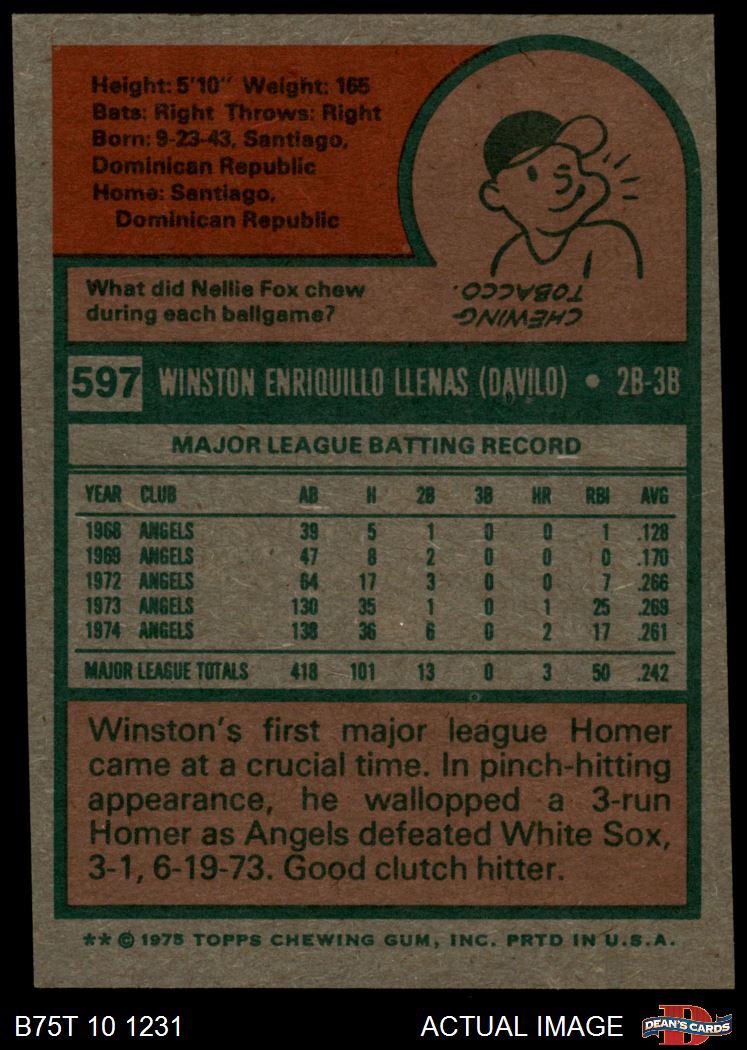 Height: 5'10" Weight: 165
Bats: Right Throws: Right
Born: 9-23-43, Santiago,
Dominican Republic
Home: Santiago,
Dominican Republic
What did Nellie Fox chew
during each ballgame?
CHEWING
TOBACCO.
597 WINSTON ENRIQUILLO LLENAS (DAVILO) • 2B-3B
MAJOR LEAGUE BATTING RECORD
YEAR CLUB AB H 2B 3B HR RBI AVG
1968 ANGELS 39 5 1 0 0 1 .128
1969 ANGELS 47 8 2 0 0 0 .170
1972 ANGELS 64 17 3 0 0 7 .266
1973 ANGELS 130 35 1 0 1 25 .269
1974 ANGELS 138 36 6 0 2 17 .261
MAJOR LEAGUE TOTALS 418 101 13 0 3 50 .242
Winston's first major league Homer
came at a crucial time. In pinch-hitting
appearance, he walloped a 3-run
Homer as Angels defeated White Sox,
3-1, 6-19-73. Good clutch hitter.
** © 1975 TOPPS CHEWING GUM, INC. PRTD IN U.S.A.
B75T 10 1231 ACTUAL IMAGE DEAN'S CARDS